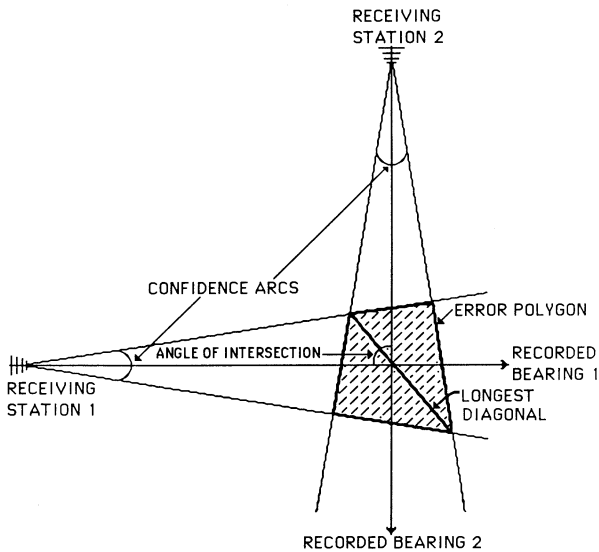 RECEIVING
STATION 2
CONFIDENCE ARCS
ERROR POLYGON
ANGLE OF INTERSECTION
RECORDED
BEARING 1
RECEIVING
STATION 1
LONGEST
DIAGONAL
RECORDED BEARING 2